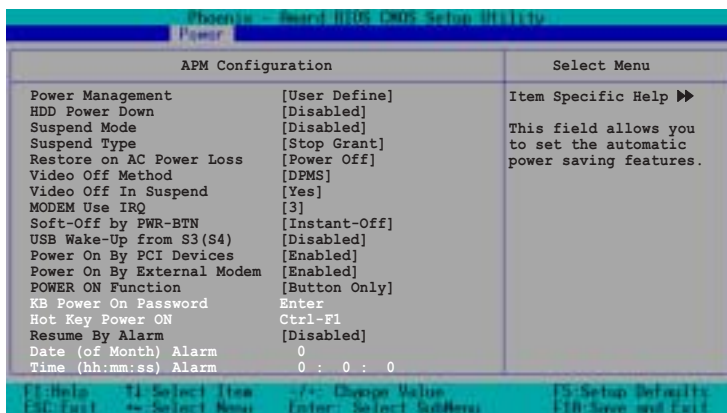 Phoenix - Award BIOS CMOS Setup Utility
Power
APM Configuration
Select Menu
Power Management [User Define]
HDD Power Down [Disabled]
Suspend Mode [Disabled]
Suspend Type [Stop Grant]
Restore on AC Power Loss [Power Off]
Video Off Method [DPMS]
Video Off In Suspend [Yes]
MODEM Use IRQ [3]
Soft-Off by PWR-BTN [Instant-Off]
USB Wake-Up from S3(S4) [Disabled]
Power On By PCI Devices [Enabled]
Power On By External Modem [Enabled]
POWER ON Function [Button Only]
KB Power On Password Enter
Hot Key Power ON Ctrl-F1
Resume By Alarm [Disabled]
Date (of Month) Alarm 0
Time (hh:mm:ss) Alarm 0 : 0 : 0
Item Specific Help ▶▶
This field allows you
to set the automatic
power saving features.
F1:Help ↑↓ Select Item -/+ Change Value F5:Setup Defaults
ESC:Exit ↔ Select Menu Enter: Select SubMenu F10:Save & Exit